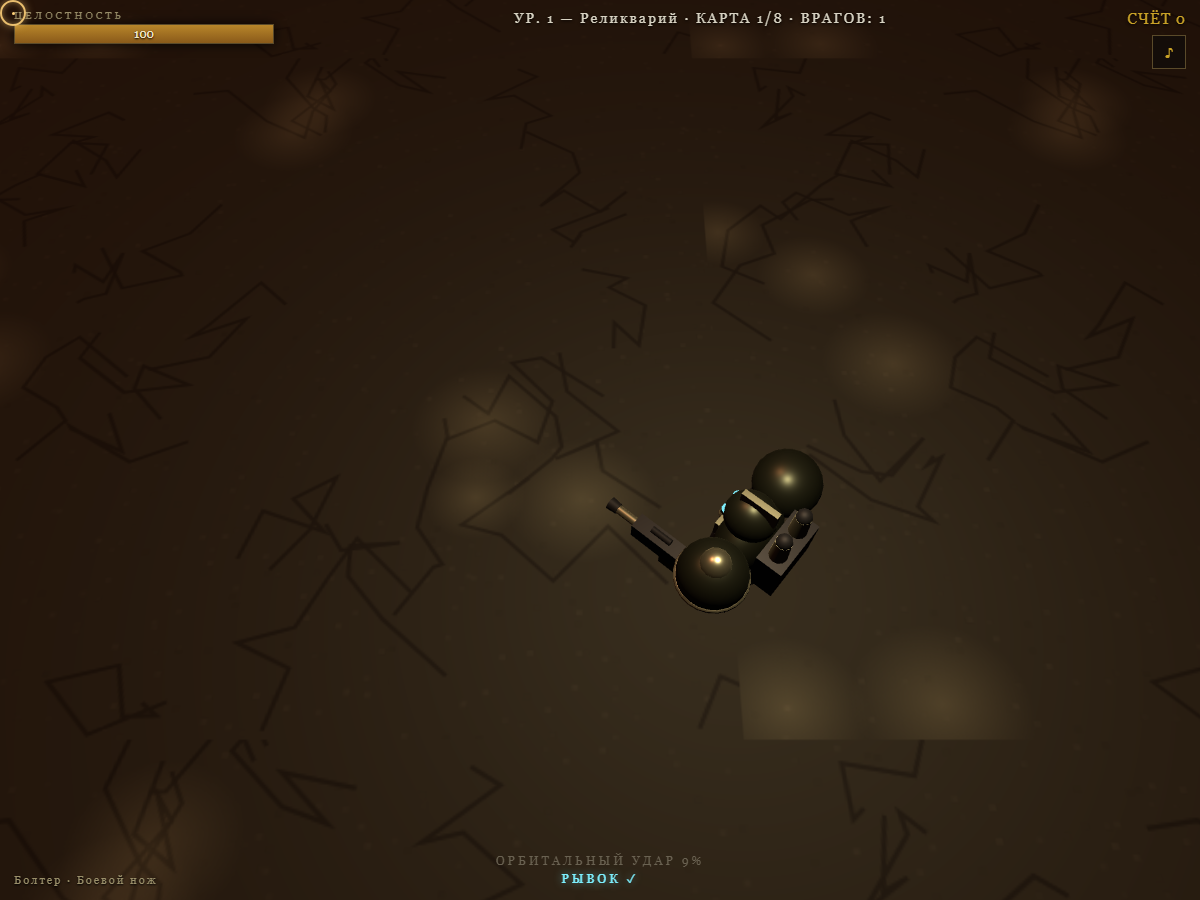 ЦЕЛОСТНОСТЬ
100
УР. 1 — Реликварий · КАРТА 1/8 · ВРАГОВ: 1
СЧЁТ 0
♪
ОРБИТАЛЬНЫЙ УДАР 9%
РЫВОК ✓
Болтер · Боевой нож